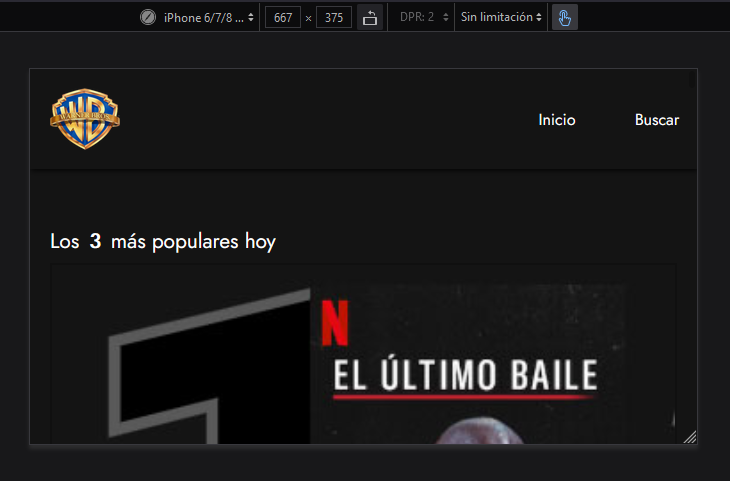 iPhone 6/7/8 ... 667 × 375 DPR: 2 Sin limitación
WARNER BROS
Inicio Buscar
Los 3 más populares hoy
1
N
EL ÚLTIMO BAILE